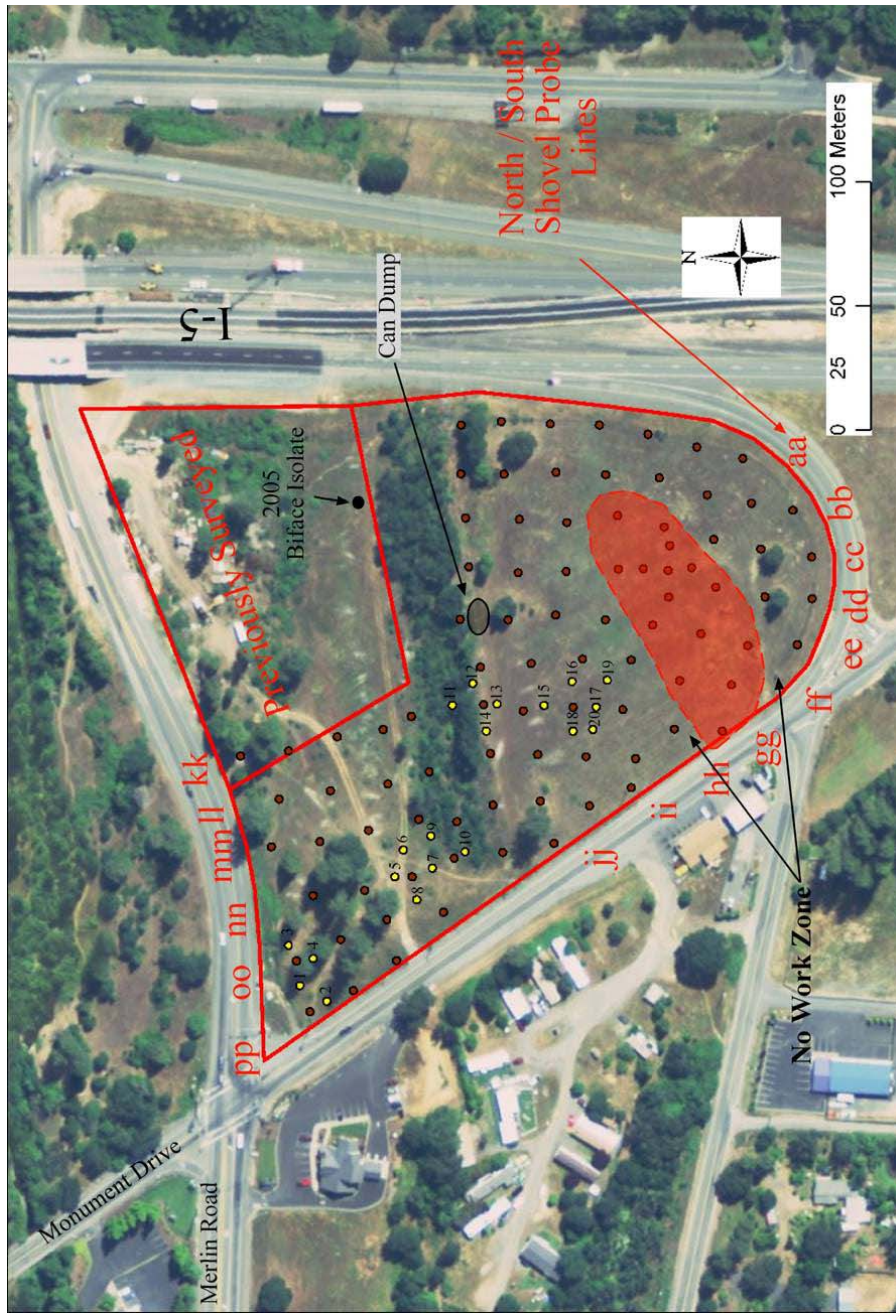 Monument Drive
Merlin Road
pp
oo
nn
mm
ll
kk
Previously Surveyed
2005
Biface Isolate
I-5
Can Dump
North / South
Shovel Probe
Lines
N
0
25
50
100 Meters
aa
bb
cc
dd
ee
ff
gg
hh
ii
jj
No Work Zone
1
2
3
4
5
6
7
8
9
10
11
12
13
14
15
16
17
18
19
20